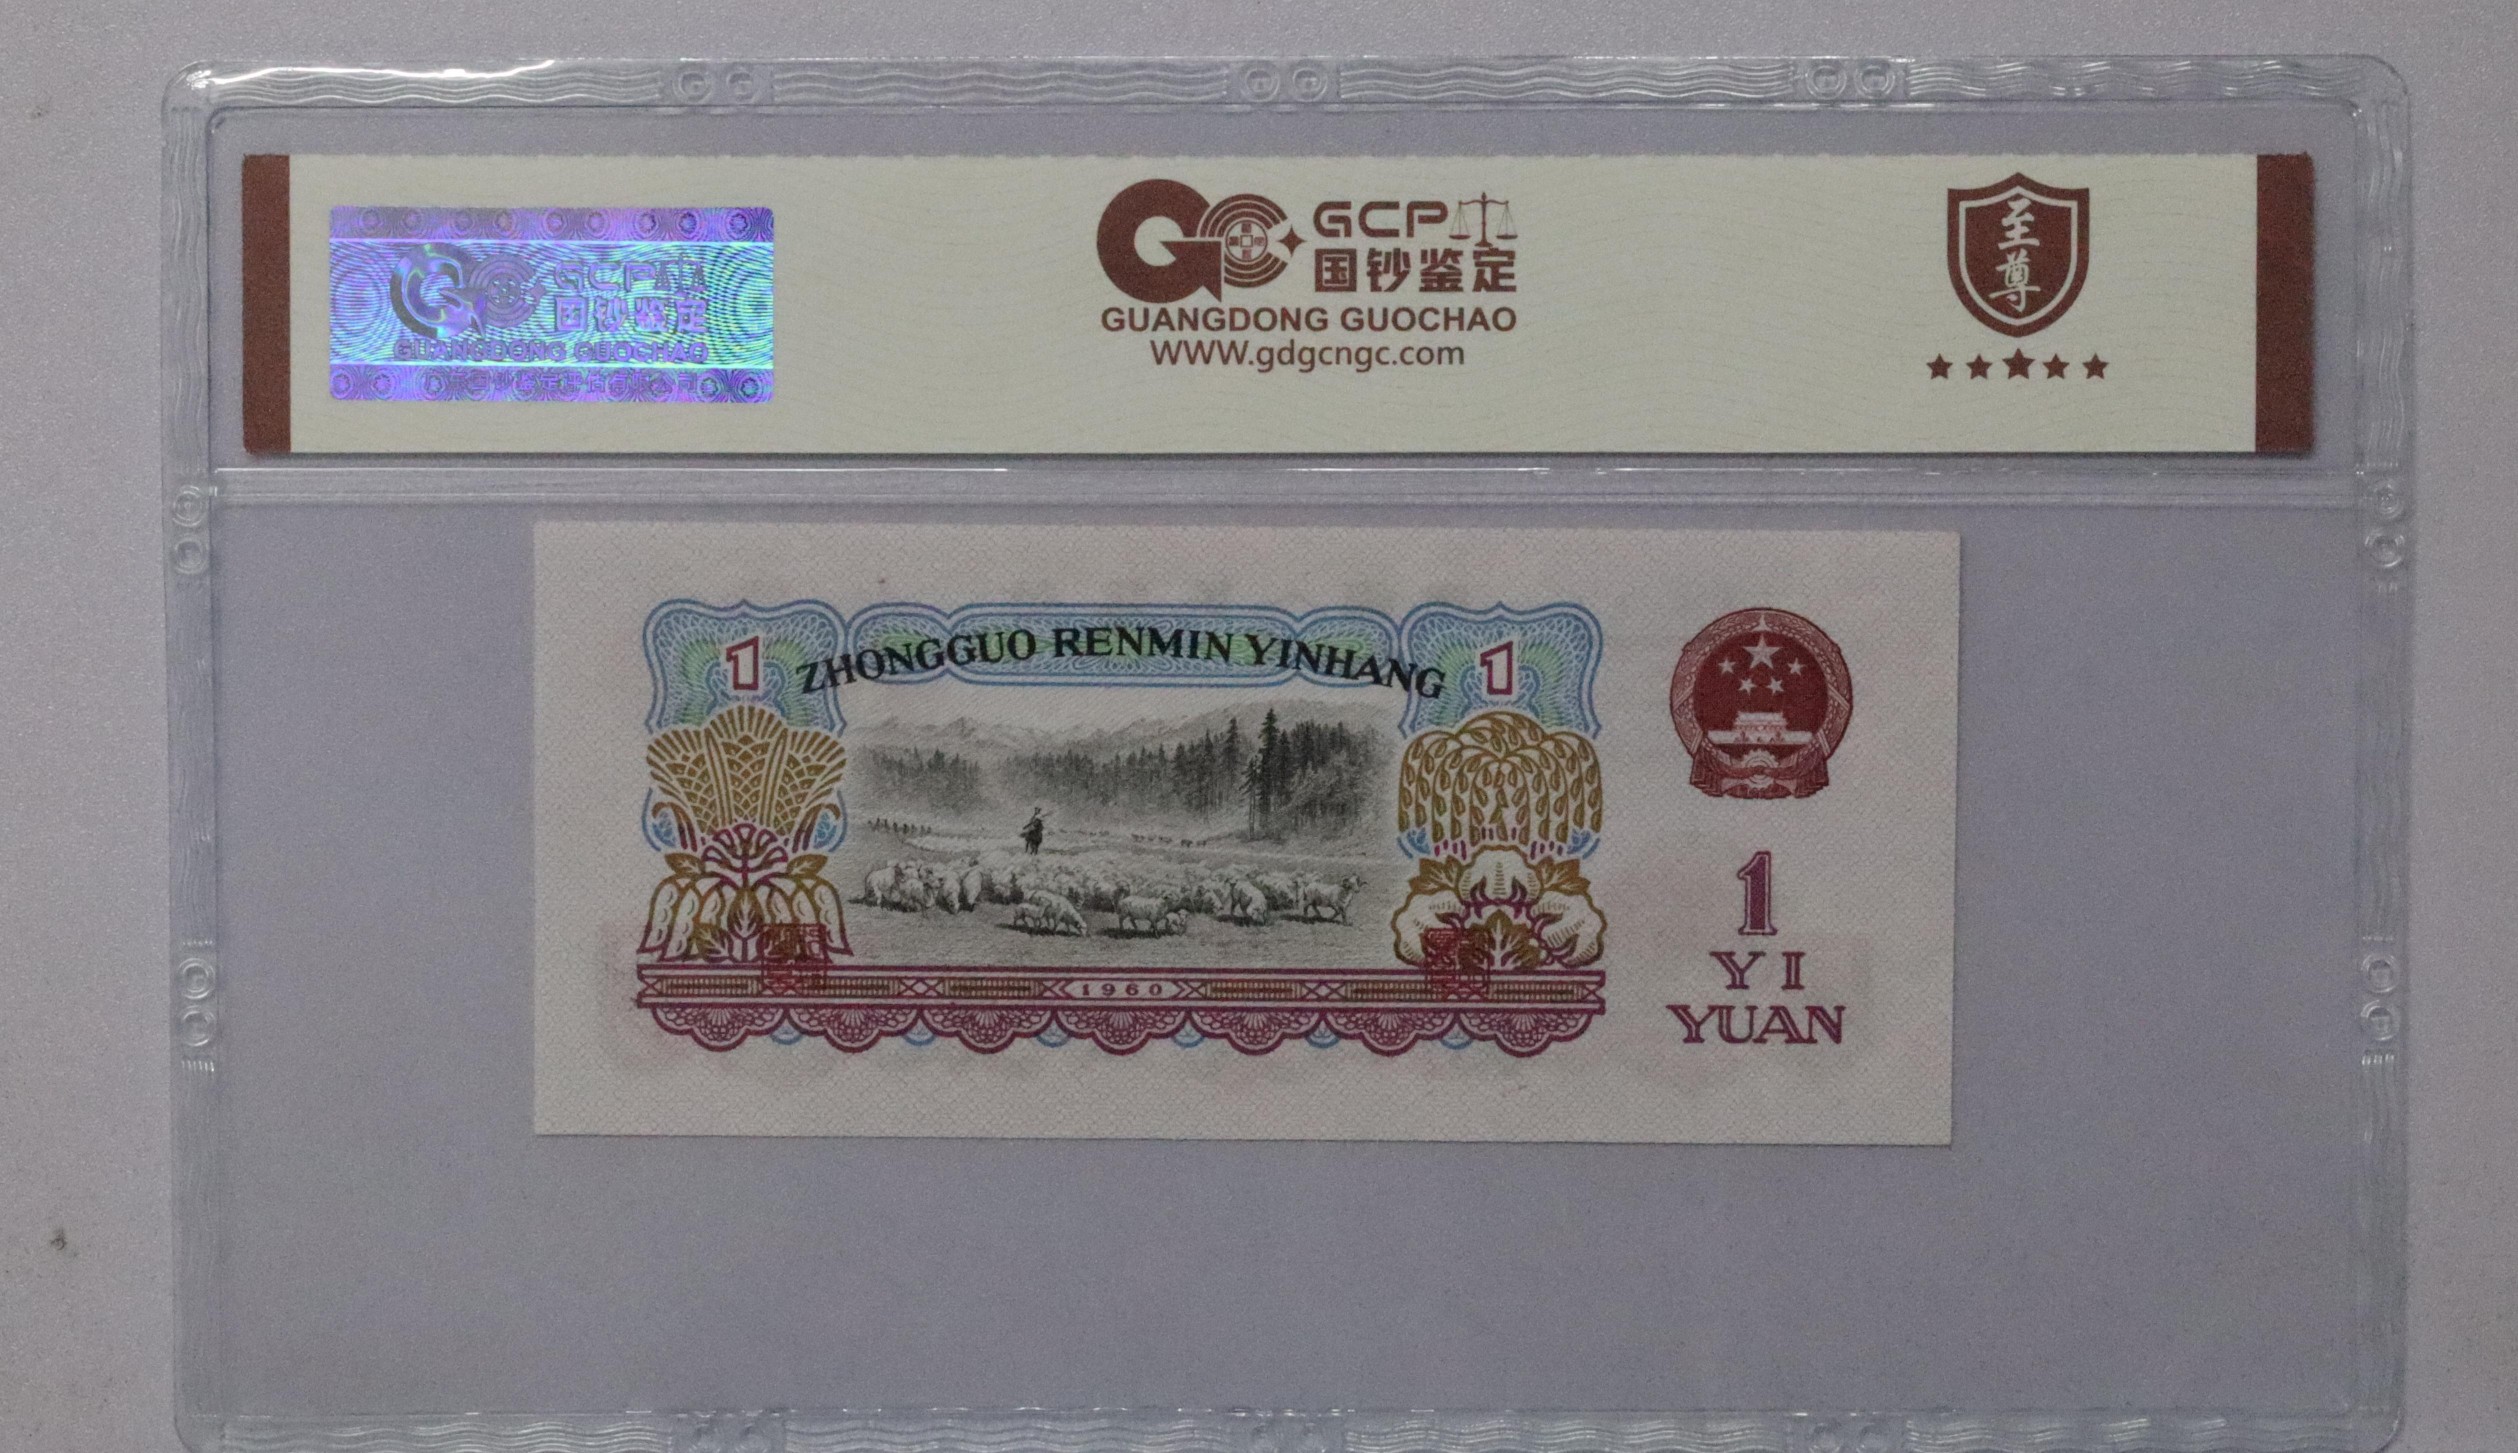 GCP
国钞鉴定
GUANGDONG GUOCHAO
GCP
国钞鉴定
GUANGDONG GUOCHAO
WWW.gdgcngc.com
至尊
1 ZHONGGUO RENMIN YINHANG 1
1960
1
YI
YUAN